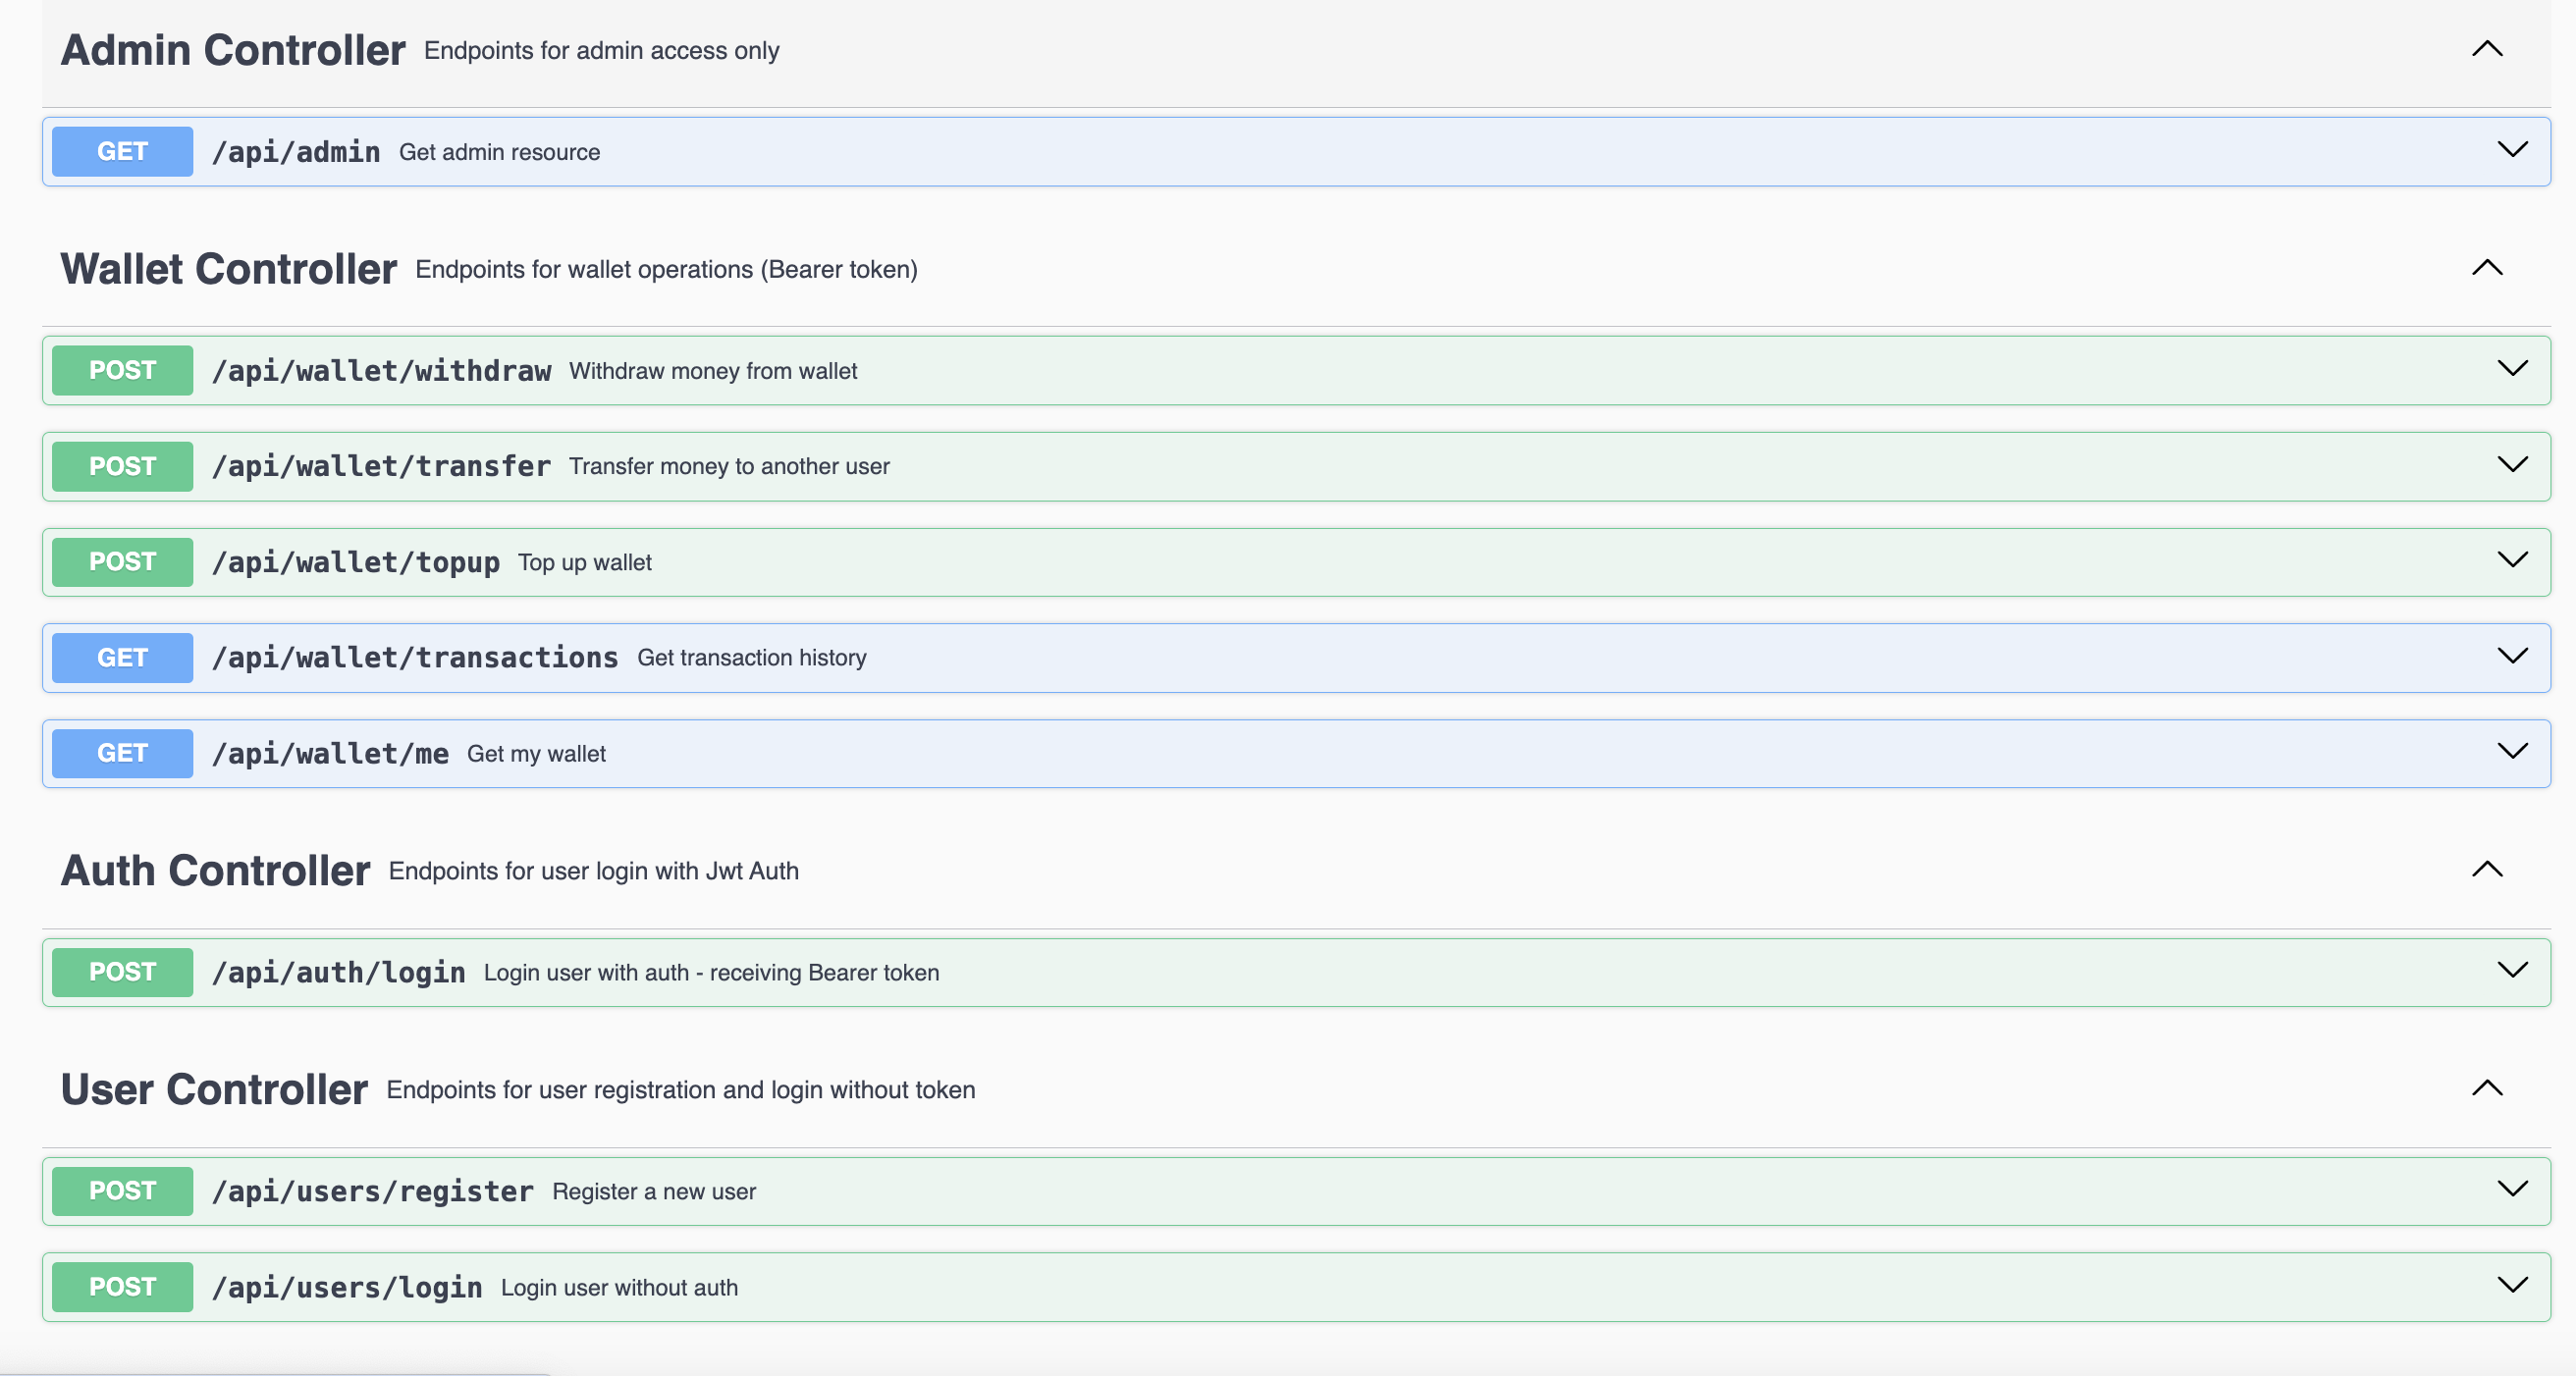 Admin Controller Endpoints for admin access only
GET /api/admin Get admin resource
Wallet Controller Endpoints for wallet operations (Bearer token)
POST /api/wallet/withdraw Withdraw money from wallet
POST /api/wallet/transfer Transfer money to another user
POST /api/wallet/topup Top up wallet
GET /api/wallet/transactions Get transaction history
GET /api/wallet/me Get my wallet
Auth Controller Endpoints for user login with Jwt Auth
POST /api/auth/login Login user with auth - receiving Bearer token
User Controller Endpoints for user registration and login without token
POST /api/users/register Register a new user
POST /api/users/login Login user without auth